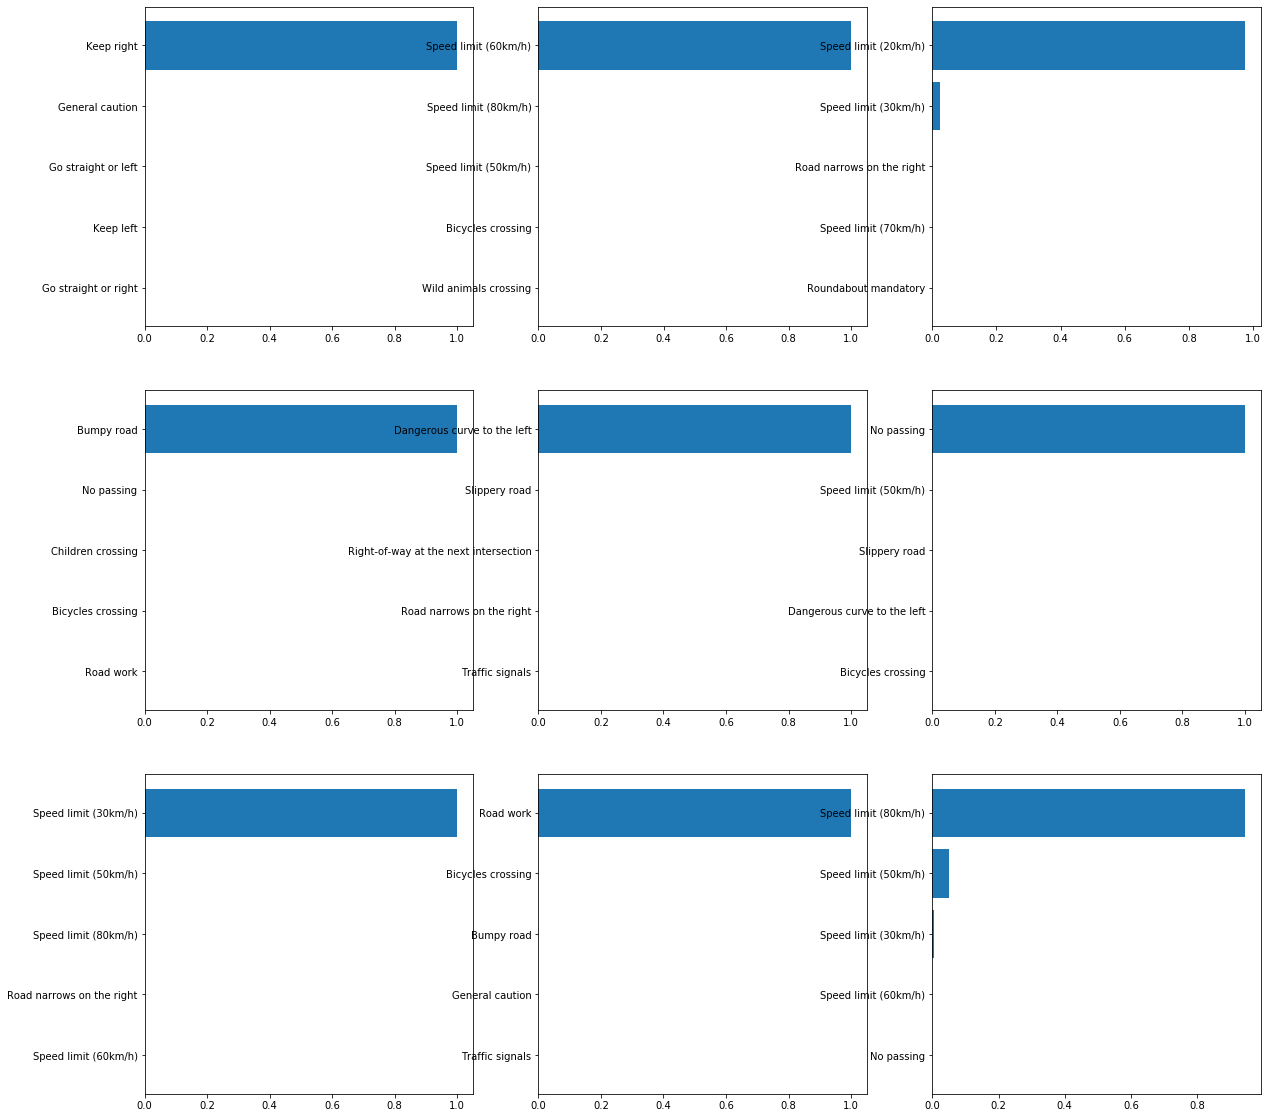 Keep right
General caution
Go straight or left
Keep left
Go straight or right
0.0 0.2 0.4 0.6 0.8 1.0
Speed limit (60km/h)
Speed limit (80km/h)
Speed limit (50km/h)
Bicycles crossing
Wild animals crossing
0.0 0.2 0.4 0.6 0.8 1.0
Speed limit (20km/h)
Speed limit (30km/h)
Road narrows on the right
Speed limit (70km/h)
Roundabout mandatory
0.0 0.2 0.4 0.6 0.8 1.0
Bumpy road
No passing
Children crossing
Bicycles crossing
Road work
0.0 0.2 0.4 0.6 0.8 1.0
Dangerous curve to the left
Slippery road
Right-of-way at the next intersection
Road narrows on the right
Traffic signals
0.0 0.2 0.4 0.6 0.8 1.0
No passing
Speed limit (50km/h)
Slippery road
Dangerous curve to the left
Bicycles crossing
0.0 0.2 0.4 0.6 0.8 1.0
Speed limit (30km/h)
Speed limit (50km/h)
Speed limit (80km/h)
Road narrows on the right
Speed limit (60km/h)
0.0 0.2 0.4 0.6 0.8 1.0
Road work
Bicycles crossing
Bumpy road
General caution
Traffic signals
0.0 0.2 0.4 0.6 0.8 1.0
Speed limit (80km/h)
Speed limit (50km/h)
Speed limit (30km/h)
Speed limit (60km/h)
No passing
0.0 0.2 0.4 0.6 0.8